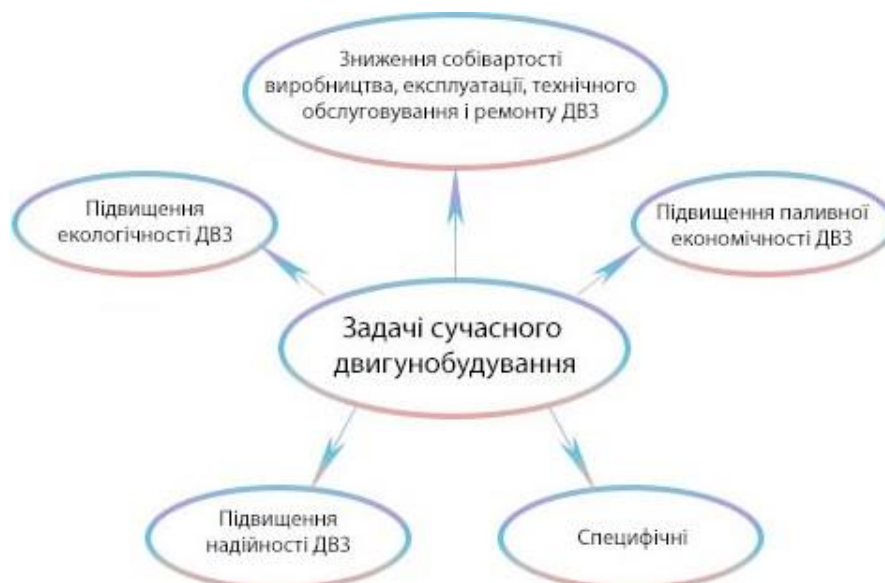 Зниження собівартості
виробництва, експлуатації, технічного
обслуговування і ремонту ДВЗ
Підвищення
екологічності ДВЗ
Підвищення паливної
економічності ДВЗ
Задачі сучасного
двигунобудування
Підвищення
надійності ДВЗ
Специфічні